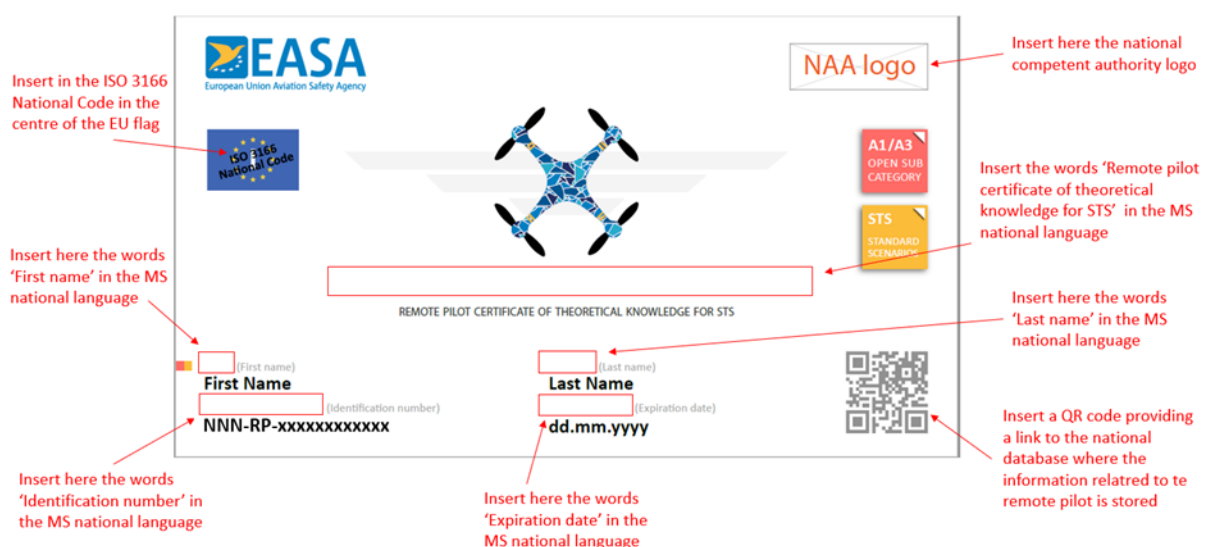 EASA
European Union Aviation Safety Agency
NAA logo
Insert here the national
competent authority logo
Insert in the ISO 3166
National Code in the
centre of the EU flag
ISO 3166
National Code
A1/A3
OPEN SUB
CATEGORY
STS
STANDARD
SCENARIOS
Insert the words ‘Remote pilot
certificate of theoretical
knowledge for STS’ in the MS
national language
Insert here the words
‘First name’ in the MS
national language
REMOTE PILOT CERTIFICATE OF THEORETICAL KNOWLEDGE FOR STS
Insert here the words
‘Last name’ in the MS
national language
(First name)
First Name
(Last name)
Last Name
(Identification number)
NNN-RP-xxxxxxxxxxxx
(Expiration date)
dd.mm.yyyy
Insert a QR code providing
a link to the national
database where the
information relatred to te
remote pilot is stored
Insert here the words
‘Identification number’ in
the MS national language
Insert here the words
‘Expiration date’ in the
MS national language